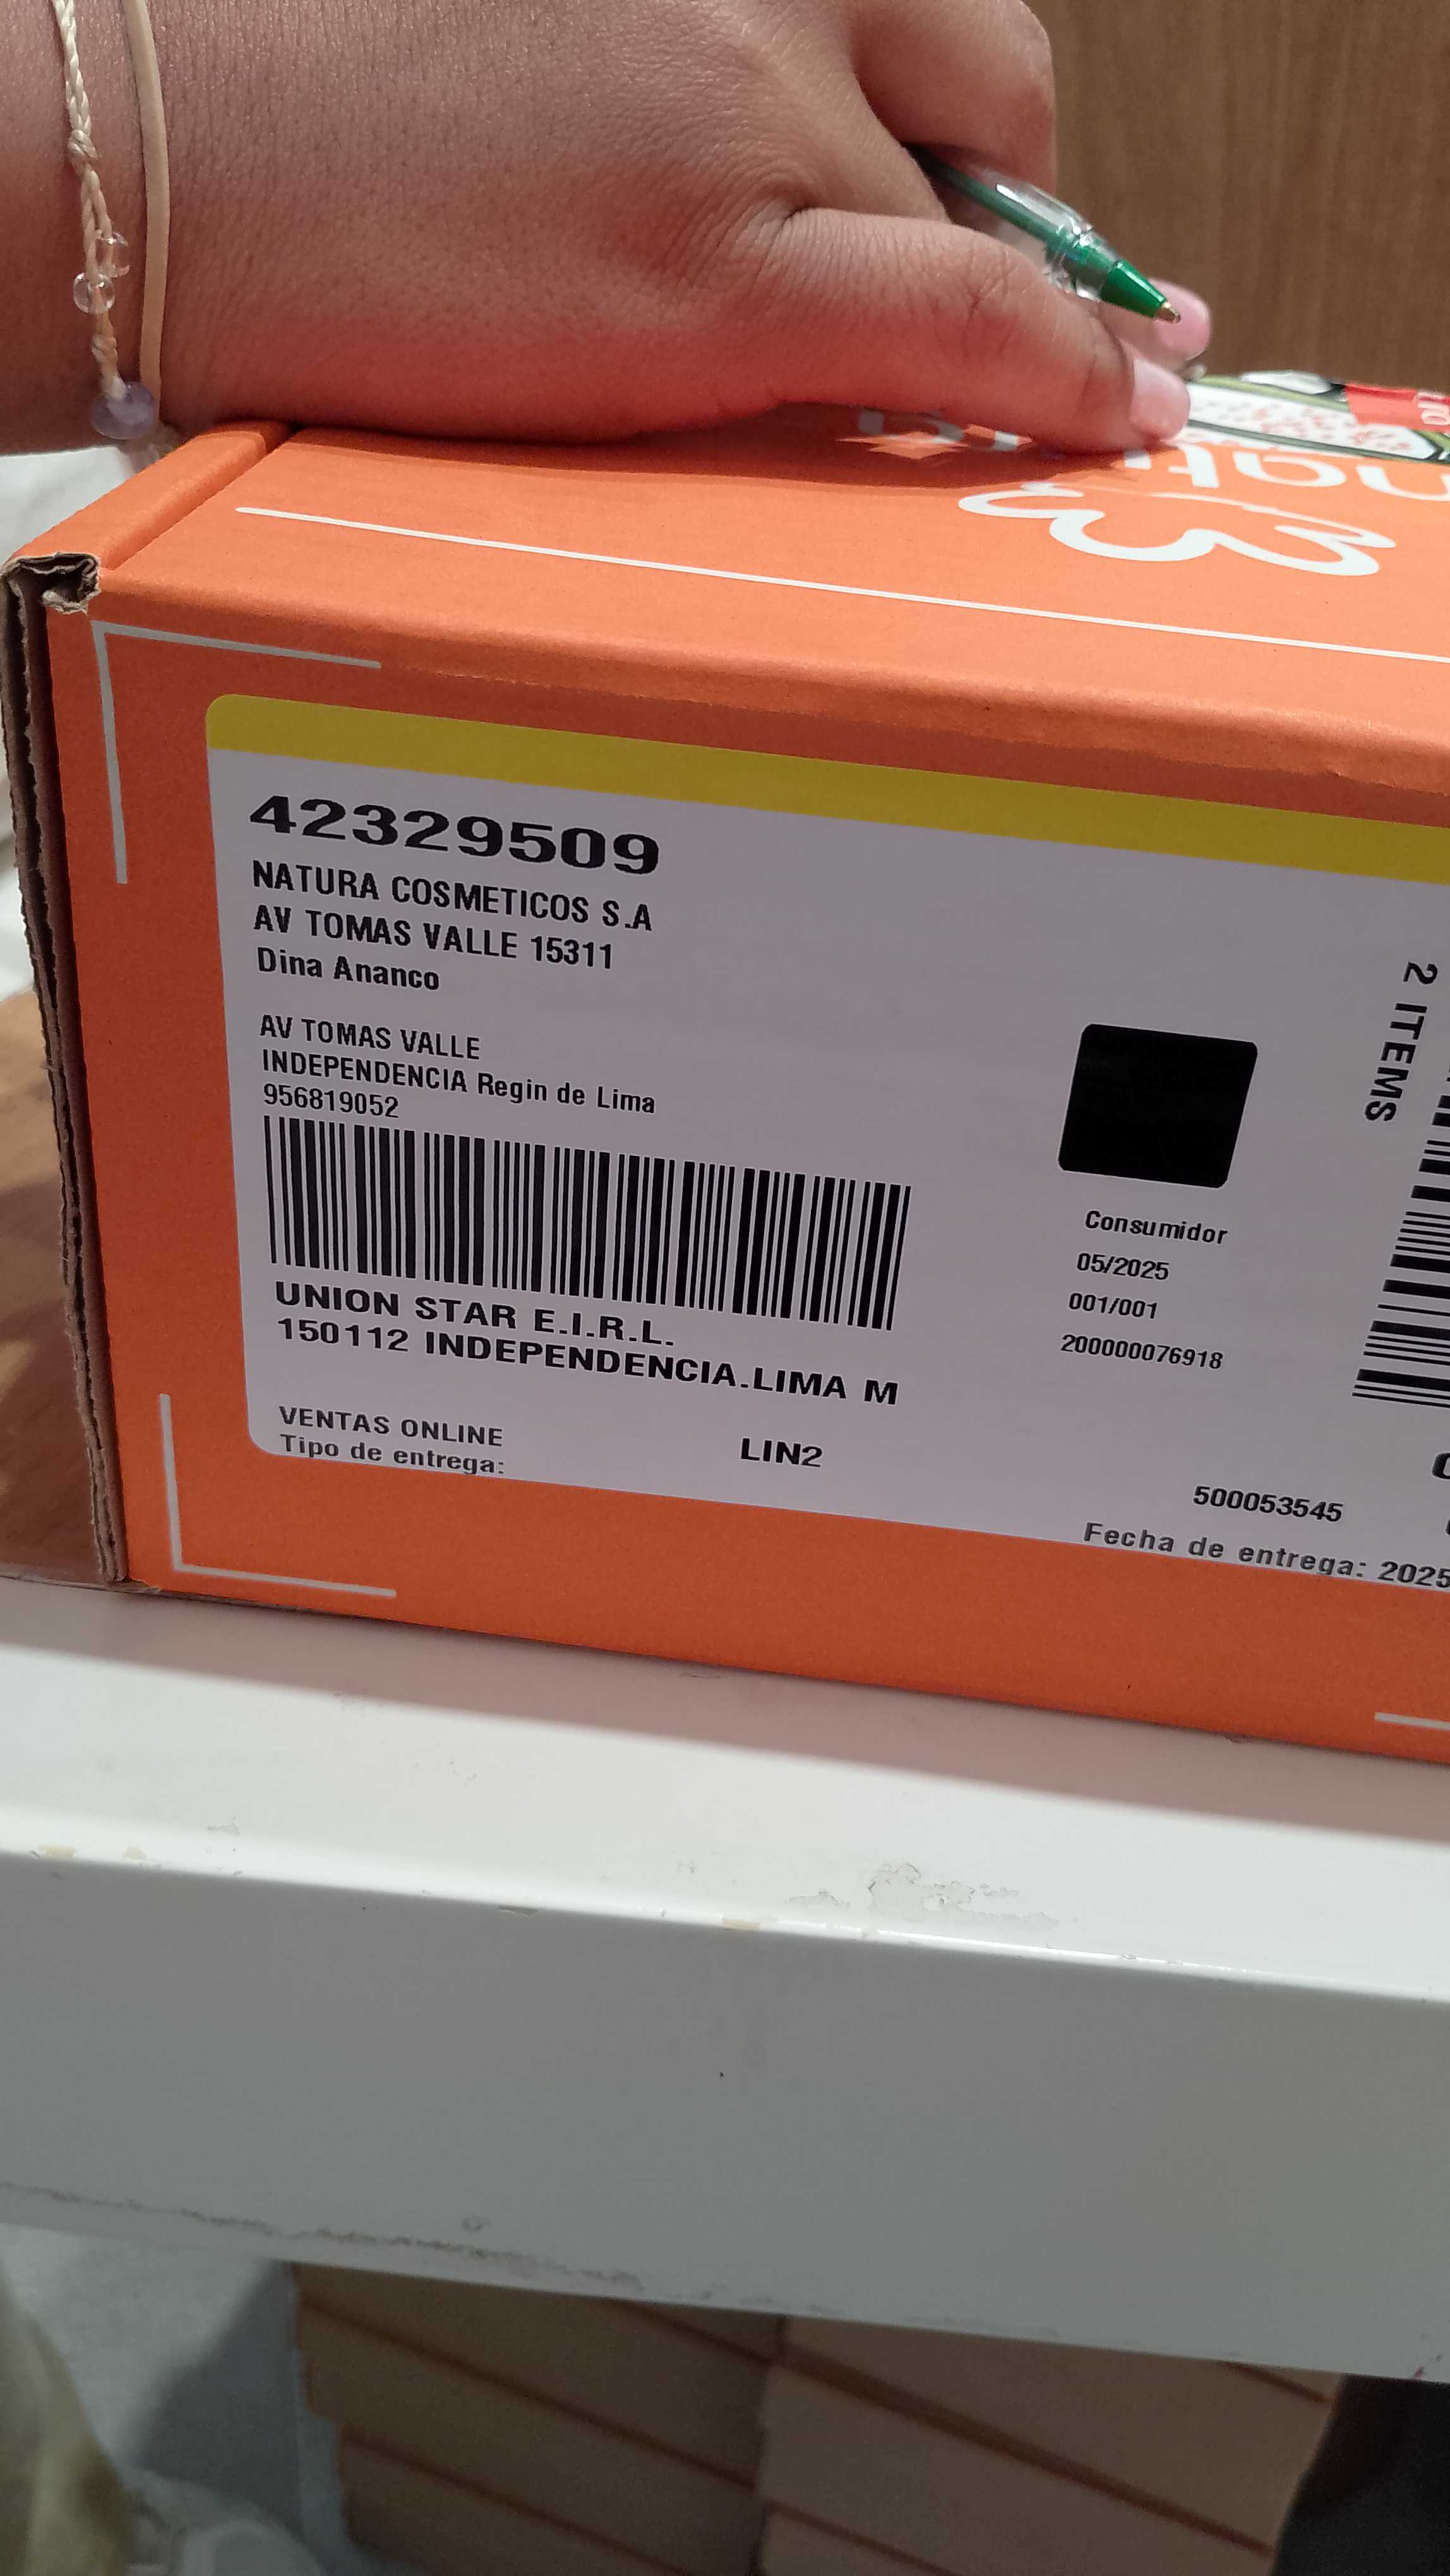 natura
42329509
NATURA COSMETICOS S.A
AV TOMAS VALLE 15311
Dina Ananco
AV TOMAS VALLE
INDEPENDENCIA Regin de Lima
956819052
UNION STAR E.I.R.L.
150112 INDEPENDENCIA.LIMA M
VENTAS ONLINE
Tipo de entrega:
LIN2
Consumidor
05/2025
001/001
200000076918
500053545
Fecha de entrega: 2025
2 ITEMS